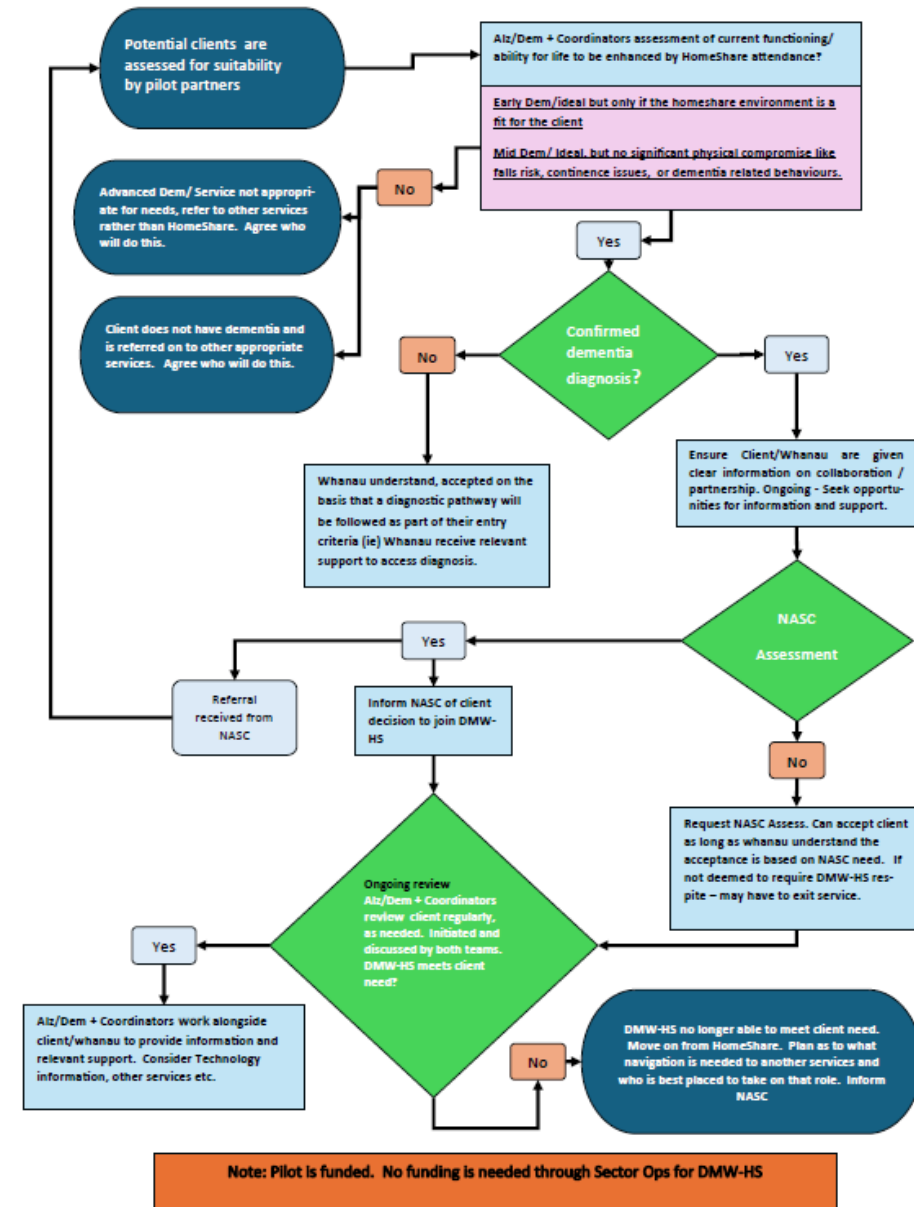 Potential clients are
assessed for suitability
by pilot partners
Alz/Dem + Coordinators assessment of current functioning/
ability for life to be enhanced by HomeShare attendance?
Early Dem/ideal but only if the homeshare environment is a
fit for the client
Mid Dem/ Ideal, but no significant physical compromise like
falls risk, continence issues, or dementia related behaviours.
No
Advanced Dem/ Service not appropri-
ate for needs, refer to other services
rather than HomeShare. Agree who
will do this.
Yes
Client does not have dementia and
is referred on to other appropriate
services. Agree who will do this.
Confirmed
dementia
diagnosis?
No
Yes
Whanau understand, accepted on the
basis that a diagnostic pathway will
be followed as part of their entry
criteria (ie) Whanau receive relevant
support to access diagnosis.
Ensure Client/Whanau are given
clear information on collaboration /
partnership. Ongoing - Seek opportu-
nities for information and support.
NASC
Assessment
Yes
Referral
received from
NASC
Inform NASC of client
decision to join DMW-
HS
No
Request NASC Assess. Can accept client
as long as whanau understand the
acceptance is based on NASC need. If
not deemed to require DMW-HS res-
pite – may have to exit service.
Ongoing review
Alz/Dem + Coordinators
review client regularly,
as needed. Initiated and
discussed by both teams.
DMW-HS meets client
need?
Yes
Alz/Dem + Coordinators work alongside
client/whanau to provide information and
relevant support. Consider Technology
information, other services etc.
No
DMW-HS no longer able to meet client need.
Move on from HomeShare. Plan as to what
navigation is needed to another services and
who is best placed to take on that role. Inform
NASC
Note: Pilot is funded. No funding is needed through Sector Ops for DMW-HS